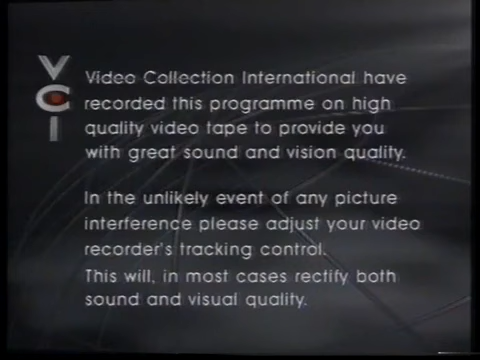 VCI
Video Collection International have
recorded this programme on high
quality video tape to provide you
with great sound and vision quality.
In the unlikely event of any picture
interference please adjust your video
recorder's tracking control.
This will, in most cases rectify both
sound and visual quality.